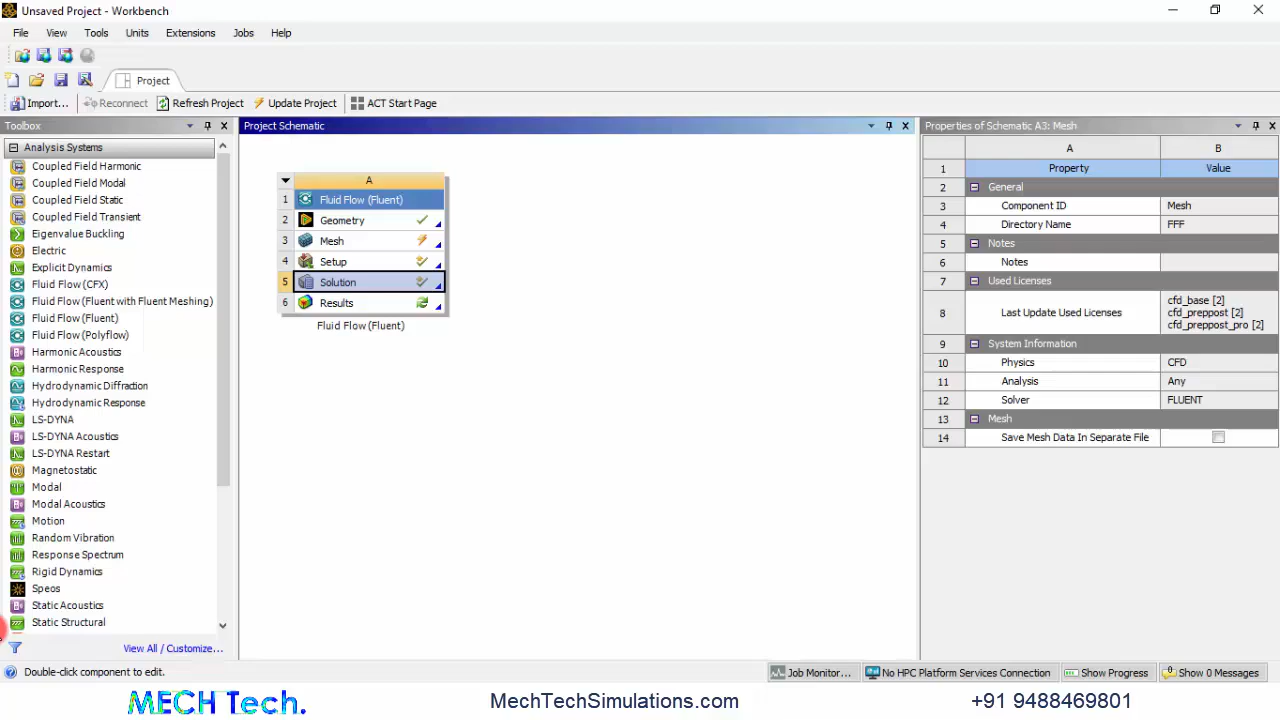 Unsaved Project - Workbench
File View Tools Units Extensions Jobs Help
Project
Import... Reconnect Refresh Project Update Project ACT Start Page
Toolbox
Analysis Systems
Coupled Field Harmonic
Coupled Field Modal
Coupled Field Static
Coupled Field Transient
Eigenvalue Buckling
Electric
Explicit Dynamics
Fluid Flow (CFX)
Fluid Flow (Fluent with Fluent Meshing)
Fluid Flow (Fluent)
Fluid Flow (Polyflow)
Harmonic Acoustics
Harmonic Response
Hydrodynamic Diffraction
Hydrodynamic Response
LS-DYNA
LS-DYNA Acoustics
LS-DYNA Restart
Magnetostatic
Modal
Modal Acoustics
Motion
Random Vibration
Response Spectrum
Rigid Dynamics
Speos
Static Acoustics
Static Structural
View All / Customize...
Project Schematic
A
1 Fluid Flow (Fluent)
2 Geometry
3 Mesh
4 Setup
5 Solution
6 Results
Fluid Flow (Fluent)
Properties of Schematic A3: Mesh
A B
1 Property Value
2 General
3 Component ID Mesh
4 Directory Name FFF
5 Notes
6 Notes
7 Used Licenses
8 Last Update Used Licenses cfd_base [2]
cfd_preppost [2]
cfd_preppost_pro [2]
9 System Information
10 Physics CFD
11 Analysis Any
12 Solver FLUENT
13 Mesh
14 Save Mesh Data In Separate File
Double-click component to edit.
Job Monitor... No HPC Platform Services Connection Show Progress Show 0 Messages
MECH Tech. MechTechSimulations.com +91 9488469801